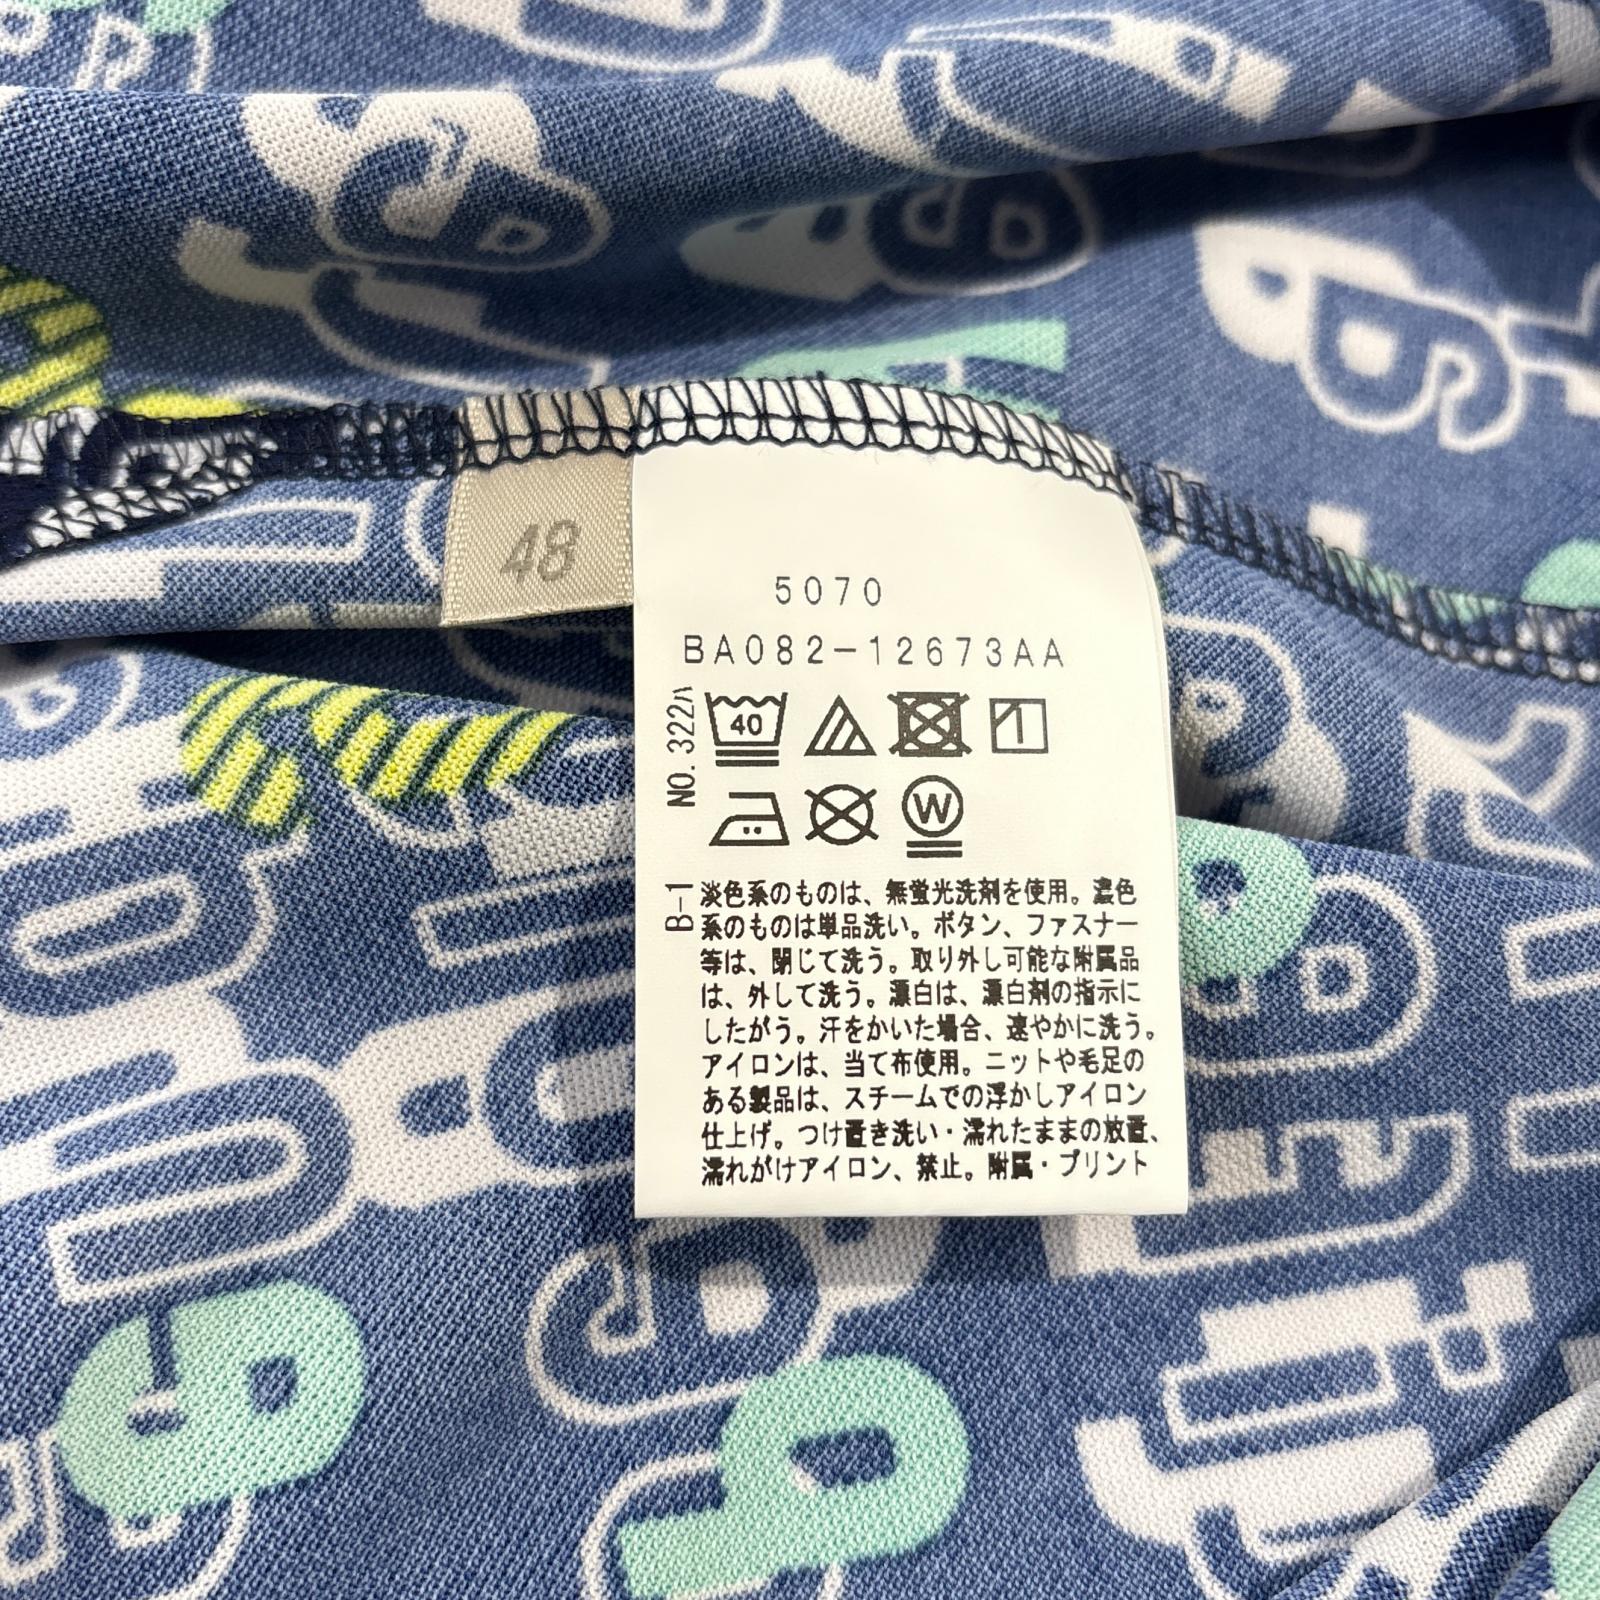 48
5070
BA082-12673AA
NO.322ハ
40
W
B-1
淡色系のものは、無蛍光洗剤を使用。濃色
系のものは単品洗い。ボタン、ファスナー
等は、閉じて洗う。取り外し可能な附属品
は、外して洗う。漂白は、漂白剤の指示に
したがう。汗をかいた場合、速やかに洗う。
アイロンは、当て布使用。ニットや毛足の
ある製品は、スチームでの浮かしアイロン
仕上げ。つけ置き洗い・濡れたままの放置、
濡れがけアイロン、禁止。附属・プリント